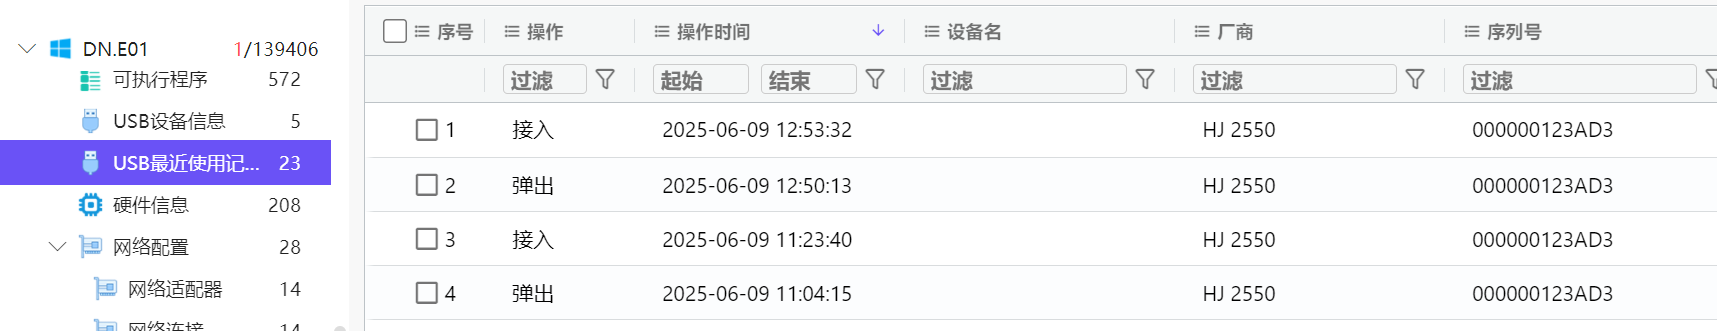 DN.E01 1/139406
可执行程序 572
USB设备信息 5
USB最近使用记... 23
硬件信息 208
网络配置 28
网络适配器 14
网络连接 14
序号 操作 操作时间 设备名 厂商 序列号
过滤 起始 结束 过滤 过滤 过滤
1 接入 2025-06-09 12:53:32 HJ 2550 000000123AD3
2 弹出 2025-06-09 12:50:13 HJ 2550 000000123AD3
3 接入 2025-06-09 11:23:40 HJ 2550 000000123AD3
4 弹出 2025-06-09 11:04:15 HJ 2550 000000123AD3